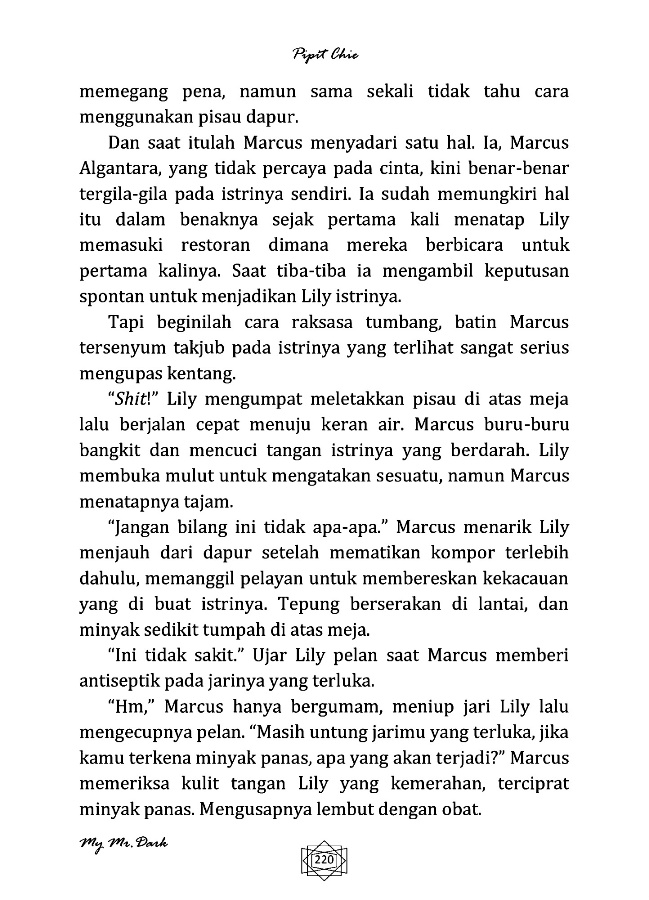 Pipit Chie
memegang pena, namun sama sekali tidak tahu cara
menggunakan pisau dapur.
Dan saat itulah Marcus menyadari satu hal. Ia, Marcus
Algantara, yang tidak percaya pada cinta, kini benar-benar
tergila-gila pada istrinya sendiri. Ia sudah memungkiri hal
itu dalam benaknya sejak pertama kali menatap Lily
memasuki restoran dimana mereka berbicara untuk
pertama kalinya. Saat tiba-tiba ia mengambil keputusan
spontan untuk menjadikan Lily istrinya.
Tapi beginilah cara raksasa tumbang, batin Marcus
tersenyum takjub pada istrinya yang terlihat sangat serius
mengupas kentang.
“Shit!” Lily mengumpat meletakkan pisau di atas meja
lalu berjalan cepat menuju keran air. Marcus buru-buru
bangkit dan mencuci tangan istrinya yang berdarah. Lily
membuka mulut untuk mengatakan sesuatu, namun Marcus
menatapnya tajam.
“Jangan bilang ini tidak apa-apa.” Marcus menarik Lily
menjauh dari dapur setelah mematikan kompor terlebih
dahulu, memanggil pelayan untuk membereskan kekacauan
yang di buat istrinya. Tepung berserakan di lantai, dan
minyak sedikit tumpah di atas meja.
“Ini tidak sakit.” Ujar Lily pelan saat Marcus memberi
antiseptik pada jarinya yang terluka.
“Hm,” Marcus hanya bergumam, meniup jari Lily lalu
mengecupnya pelan. “Masih untung jarimu yang terluka, jika
kamu terkena minyak panas, apa yang akan terjadi?” Marcus
memeriksa kulit tangan Lily yang kemerahan, terciprat
minyak panas. Mengusapnya lembut dengan obat.
My Mr. Dark
220